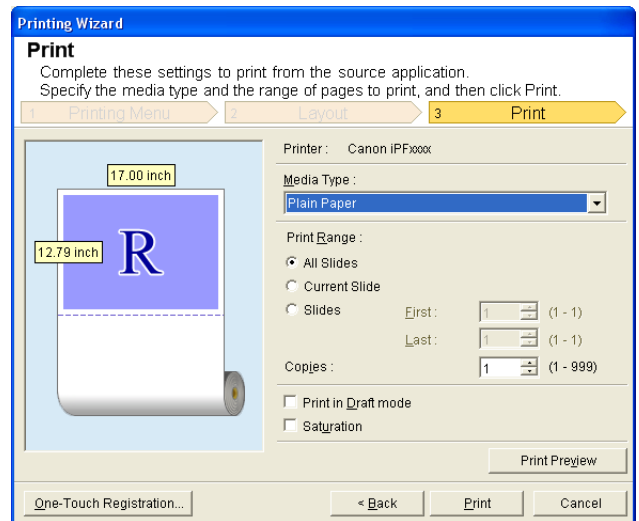 Printing Wizard
Print
Complete these settings to print from the source application.
Specify the media type and the range of pages to print, and then click Print.
1 Printing Menu 2 Layout 3 Print
17.00 inch
12.79 inch
R
Printer : Canon iPFxxxx
Media Type :
Plain Paper
Print Range :
All Slides
Current Slide
Slides First : 1 (1 - 1)
Last : 1 (1 - 1)
Copies : 1 (1 - 999)
Print in Draft mode
Saturation
Print Preview
One-Touch Registration... < Back Print Cancel